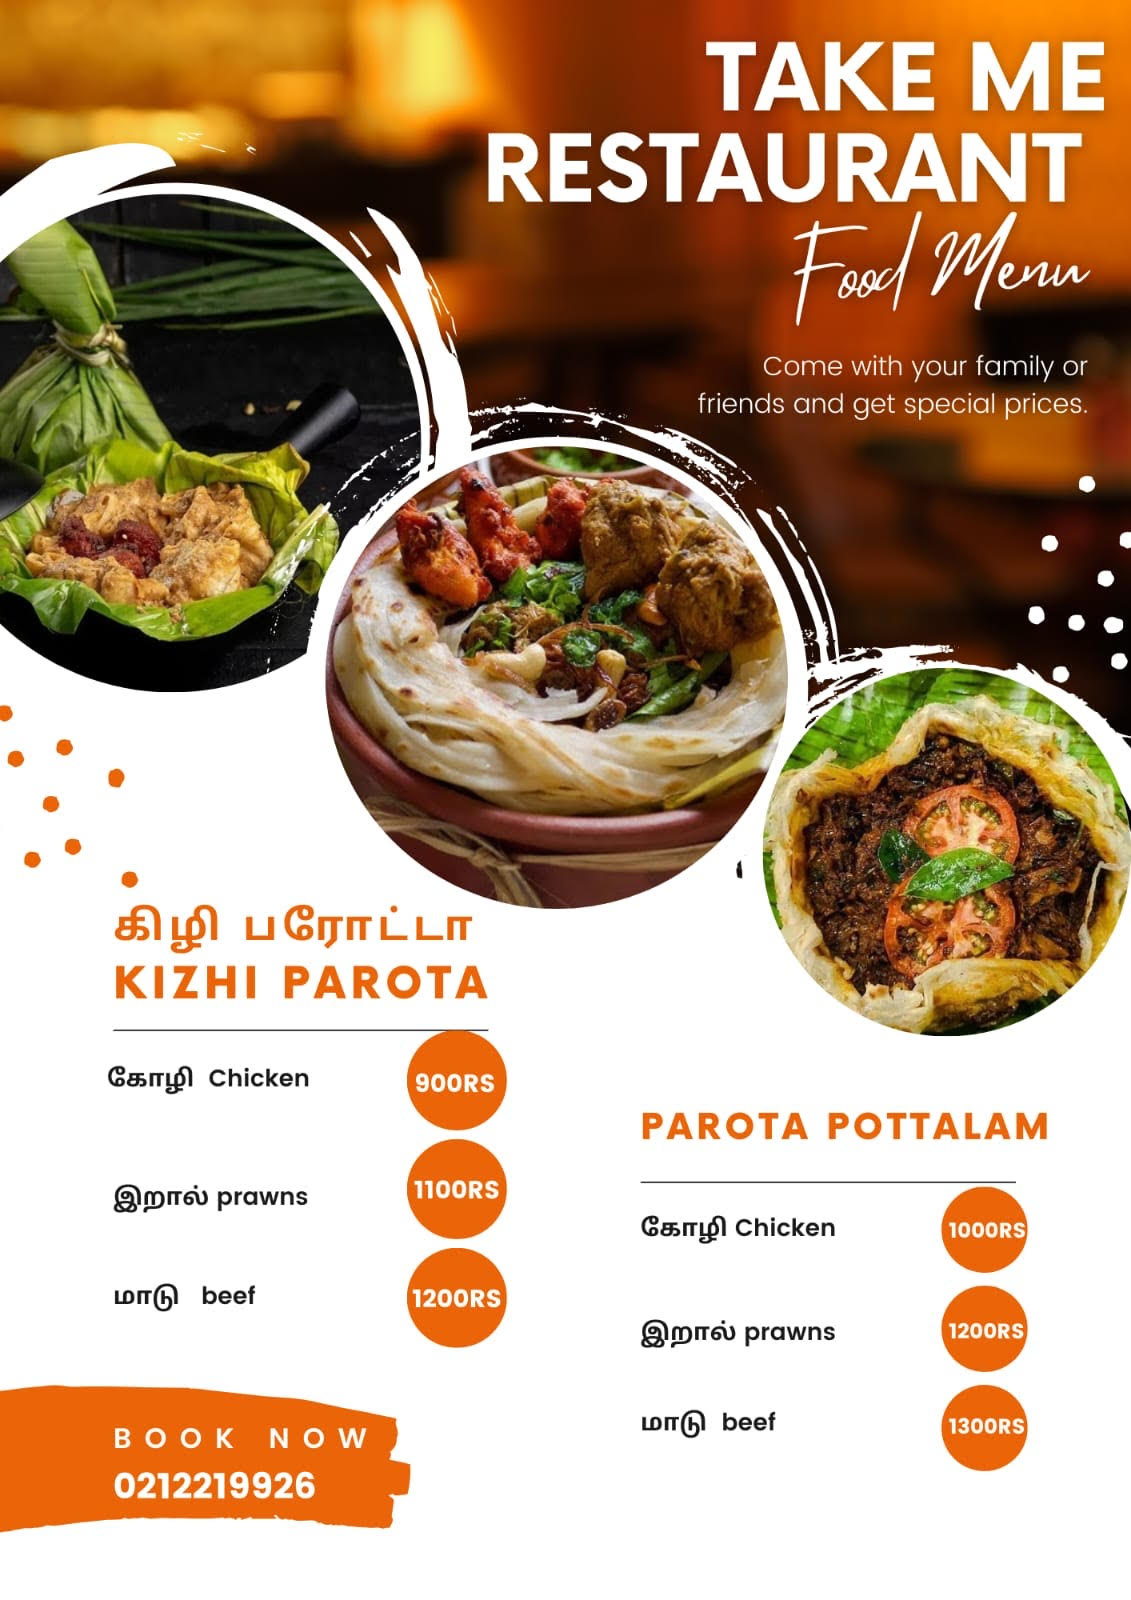 TAKE ME
RESTAURANT
Food Menu
Come with your family or
friends and get special prices.
கிழி பரோட்டா
KIZHI PAROTA
கோழி Chicken 900RS
இறால் prawns 1100RS
மாடு beef 1200RS
PAROTA POTTALAM
கோழி Chicken 1000RS
இறால் prawns 1200RS
மாடு beef 1300RS
BOOK NOW
0212219926